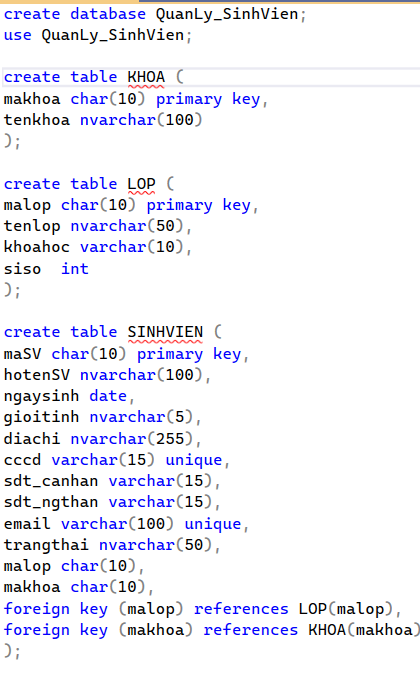 create database QuanLy_SinhVien;
use QuanLy_SinhVien;
create table KHOA (
makhoa char(10) primary key,
tenkhoa nvarchar(100)
);
create table LOP (
malop char(10) primary key,
tenlop nvarchar(50),
khoahoc varchar(10),
siso  int
);
create table SINHVIEN (
maSV char(10) primary key,
hotenSV nvarchar(100),
ngaysinh date,
gioitinh nvarchar(5),
diachi nvarchar(255),
cccd varchar(15) unique,
sdt_canhan varchar(15),
sdt_ngthan varchar(15),
email varchar(100) unique,
trangthai nvarchar(50),
malop char(10),
makhoa char(10),
foreign key (malop) references LOP(malop),
foreign key (makhoa) references KHOA(makhoa)
);